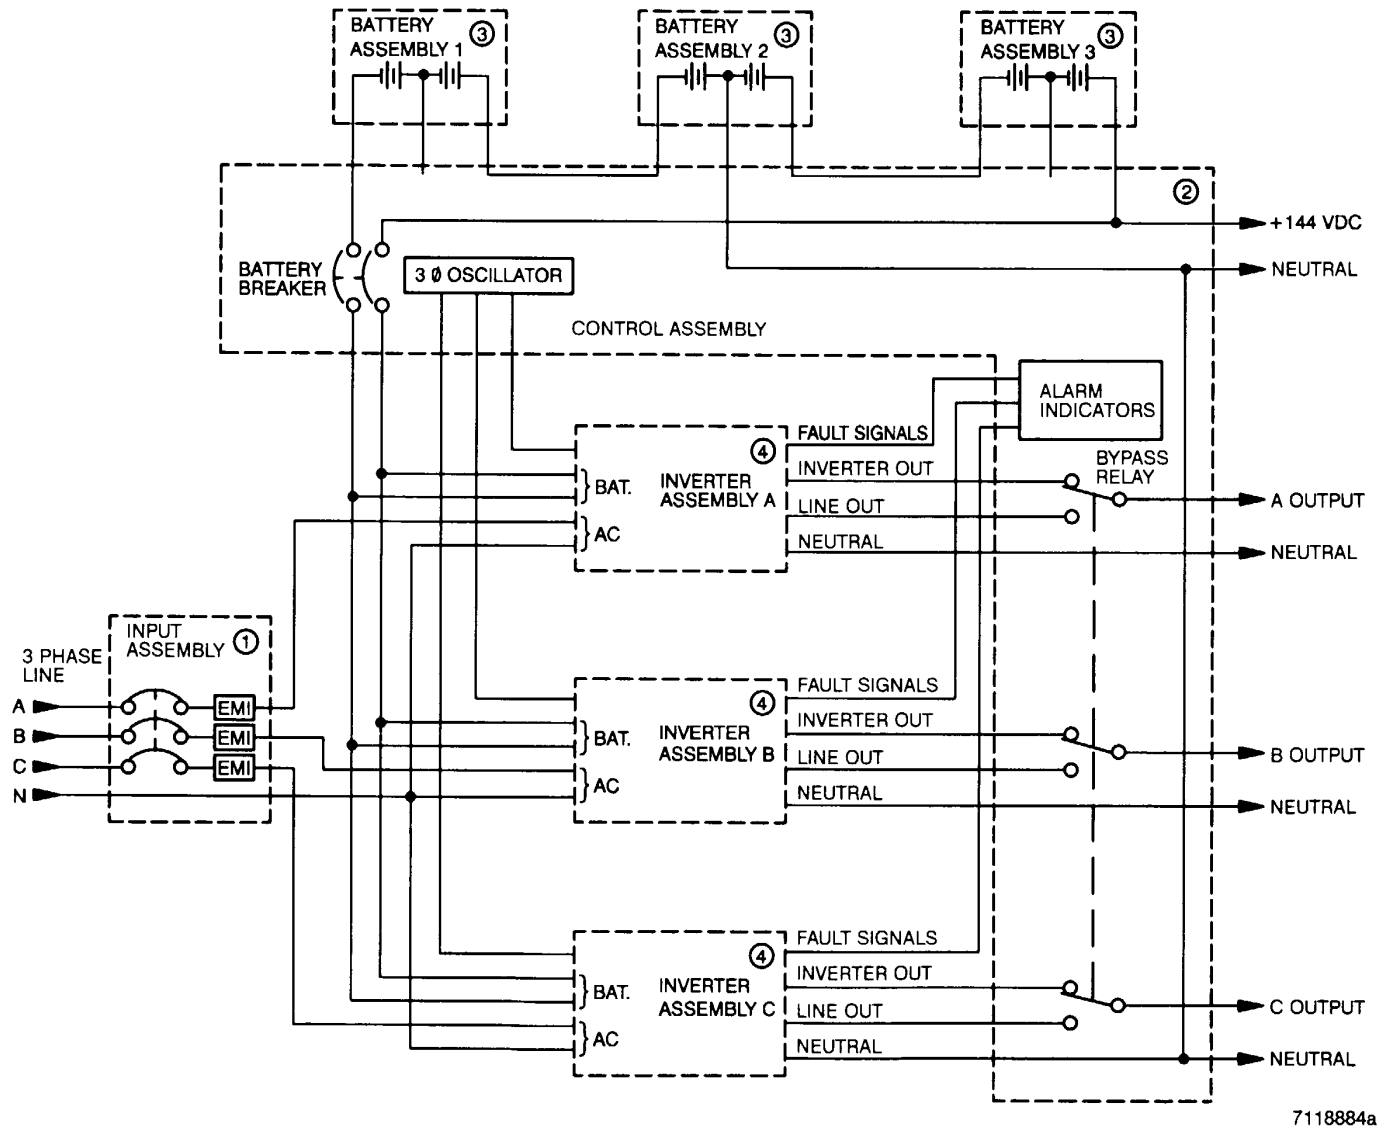 BATTERY
ASSEMBLY 1
3
BATTERY
ASSEMBLY 2
3
BATTERY
ASSEMBLY 3
3
2
+144 VDC
NEUTRAL
BATTERY
BREAKER
3 Ø OSCILLATOR
CONTROL ASSEMBLY
ALARM
INDICATORS
BYPASS
RELAY
4
INVERTER
ASSEMBLY A
BAT.
AC
FAULT SIGNALS
INVERTER OUT
LINE OUT
NEUTRAL
A OUTPUT
NEUTRAL
INPUT
ASSEMBLY
1
3 PHASE
LINE
A
B
C
N
EMI
EMI
EMI
4
INVERTER
ASSEMBLY B
BAT.
AC
FAULT SIGNALS
INVERTER OUT
LINE OUT
NEUTRAL
B OUTPUT
NEUTRAL
4
INVERTER
ASSEMBLY C
BAT.
AC
FAULT SIGNALS
INVERTER OUT
LINE OUT
NEUTRAL
C OUTPUT
NEUTRAL
7118884a